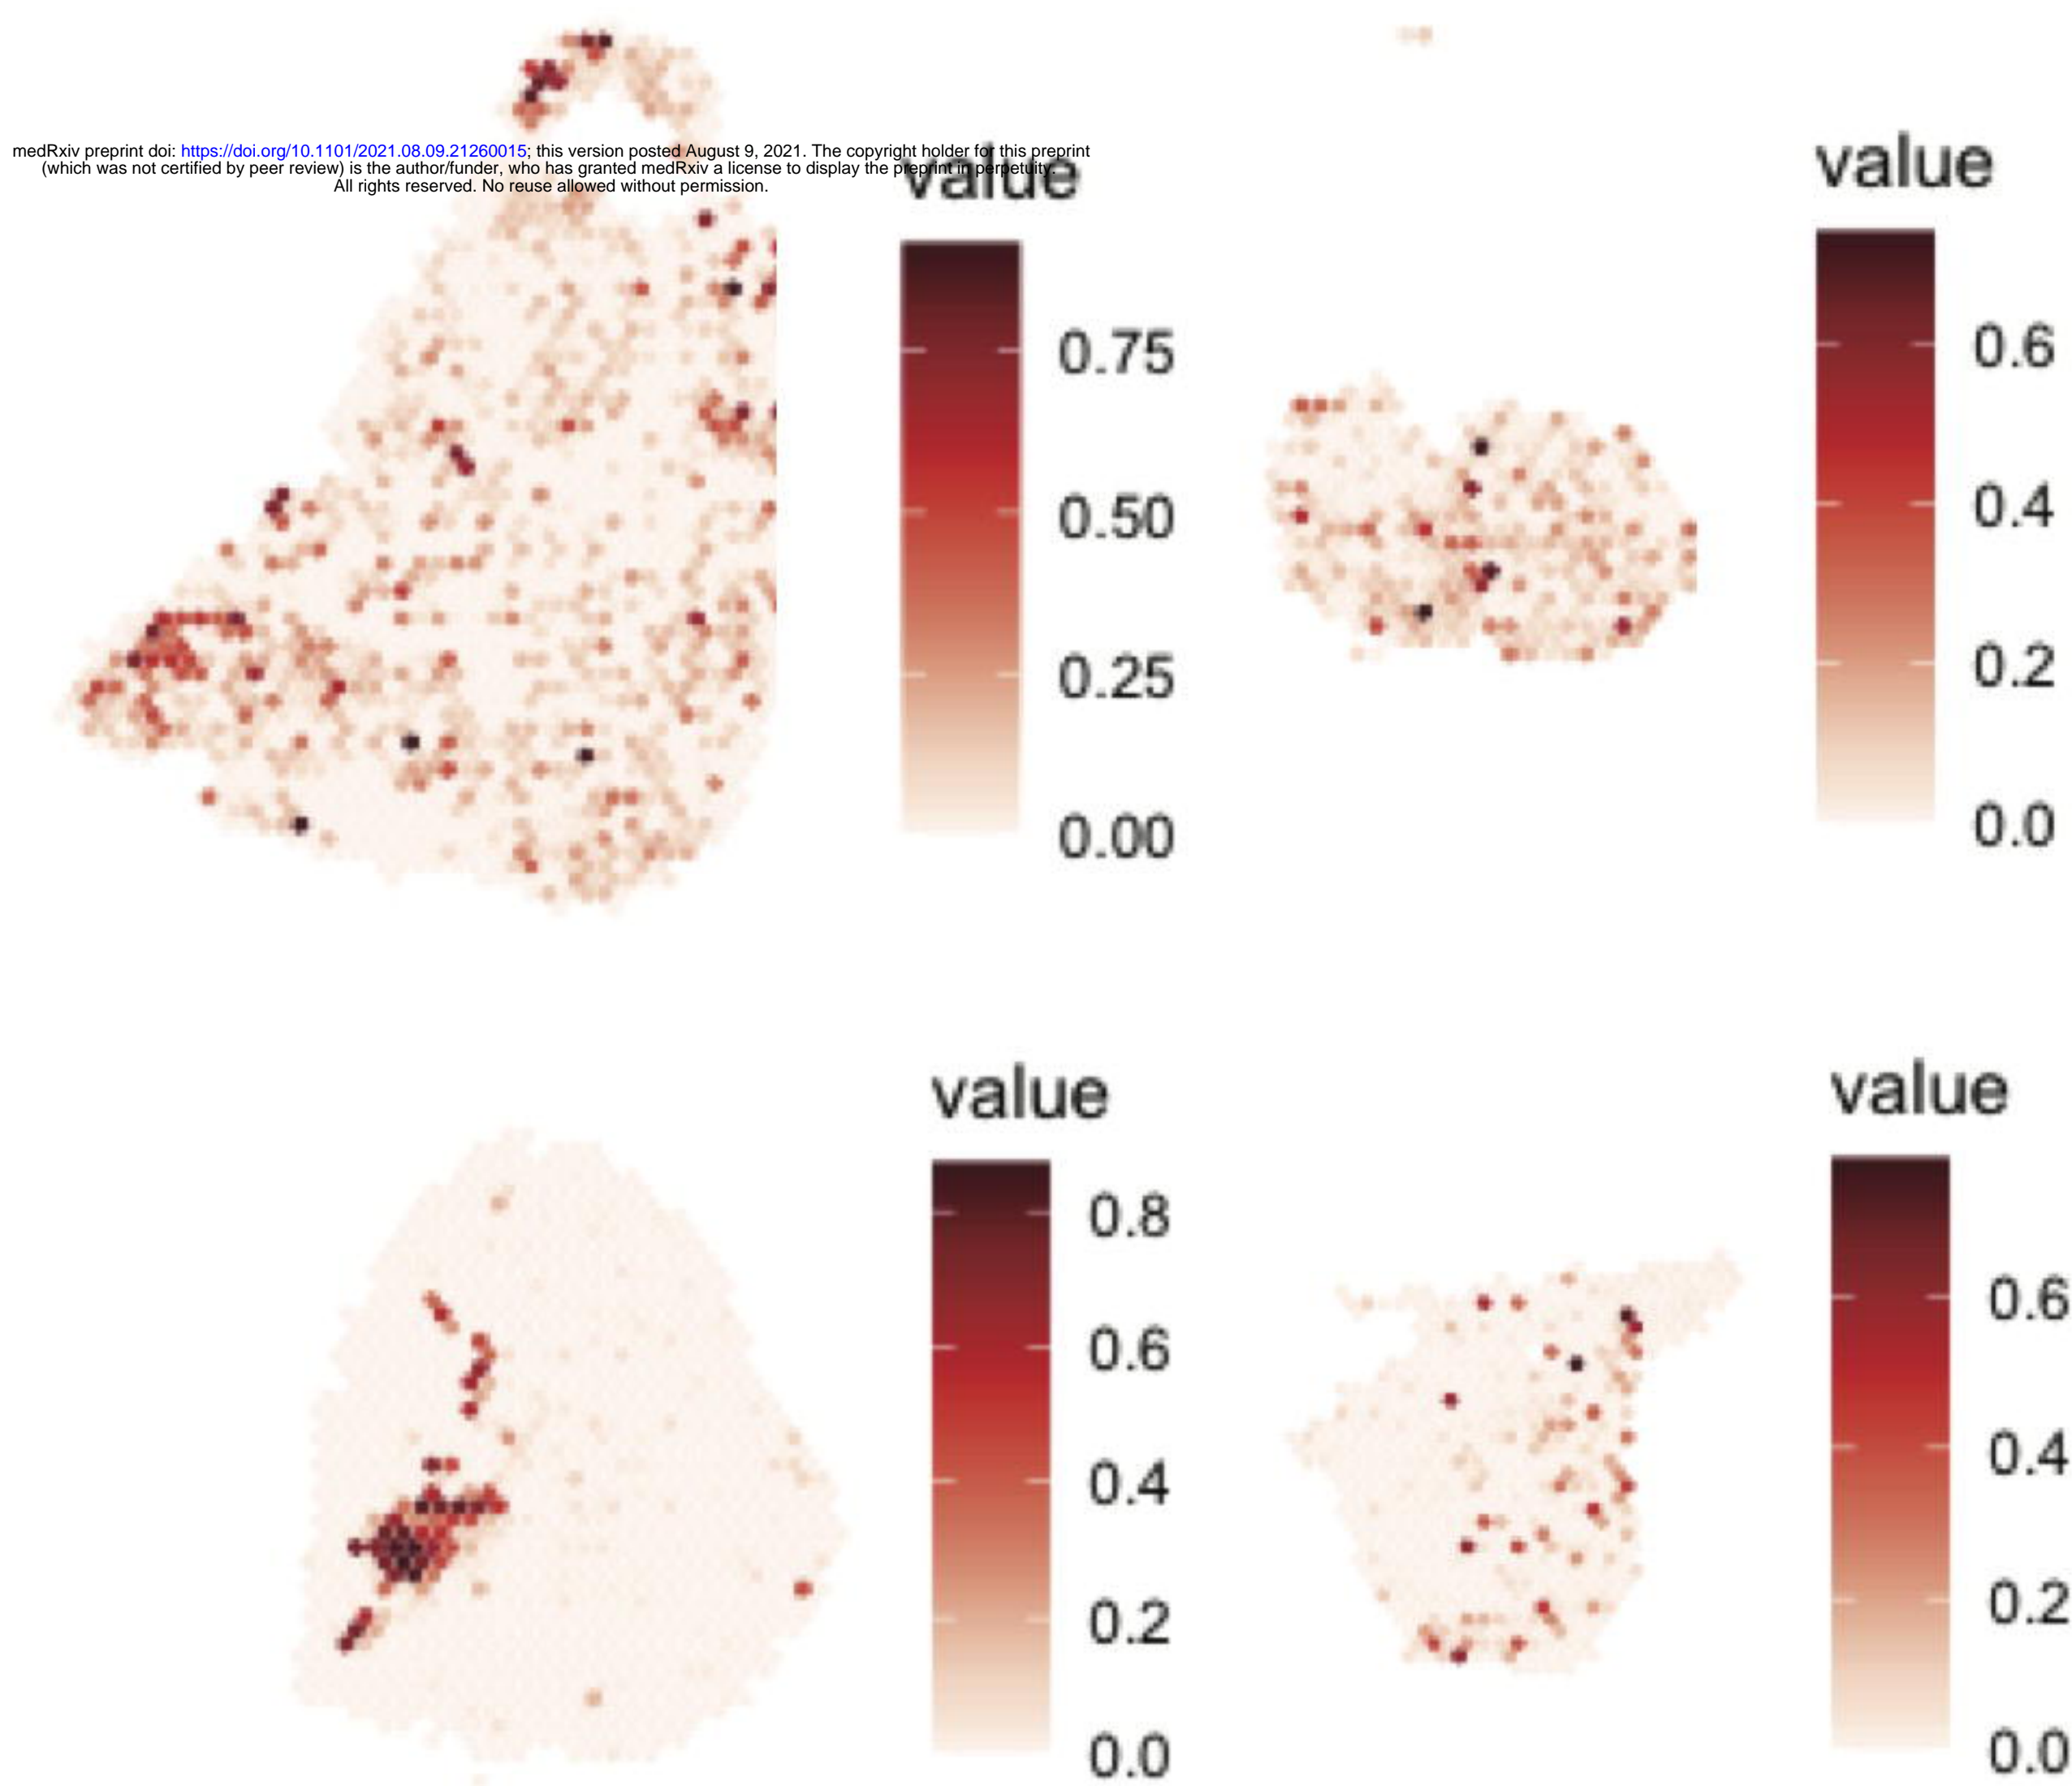 medRxiv preprint doi: https://doi.org/10.1101/2021.08.09.21260015; this version posted August 9, 2021. The copyright holder for this preprint
(which was not certified by peer review) is the author/funder, who has granted medRxiv a license to display the preprint in perpetuity.
All rights reserved. No reuse allowed without permission.
value
0.75
0.50
0.25
0.00
value
0.6
0.4
0.2
0.0
value
0.8
0.6
0.4
0.2
0.0
value
0.6
0.4
0.2
0.0